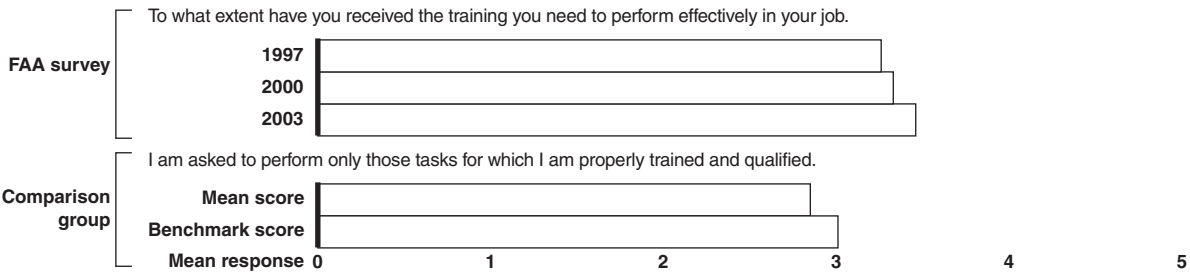 To what extent have you received the training you need to perform effectively in your job.
FAA survey
1997
2000
2003
I am asked to perform only those tasks for which I am properly trained and qualified.
Comparison
group
Mean score
Benchmark score
Mean response 0 1 2 3 4 5